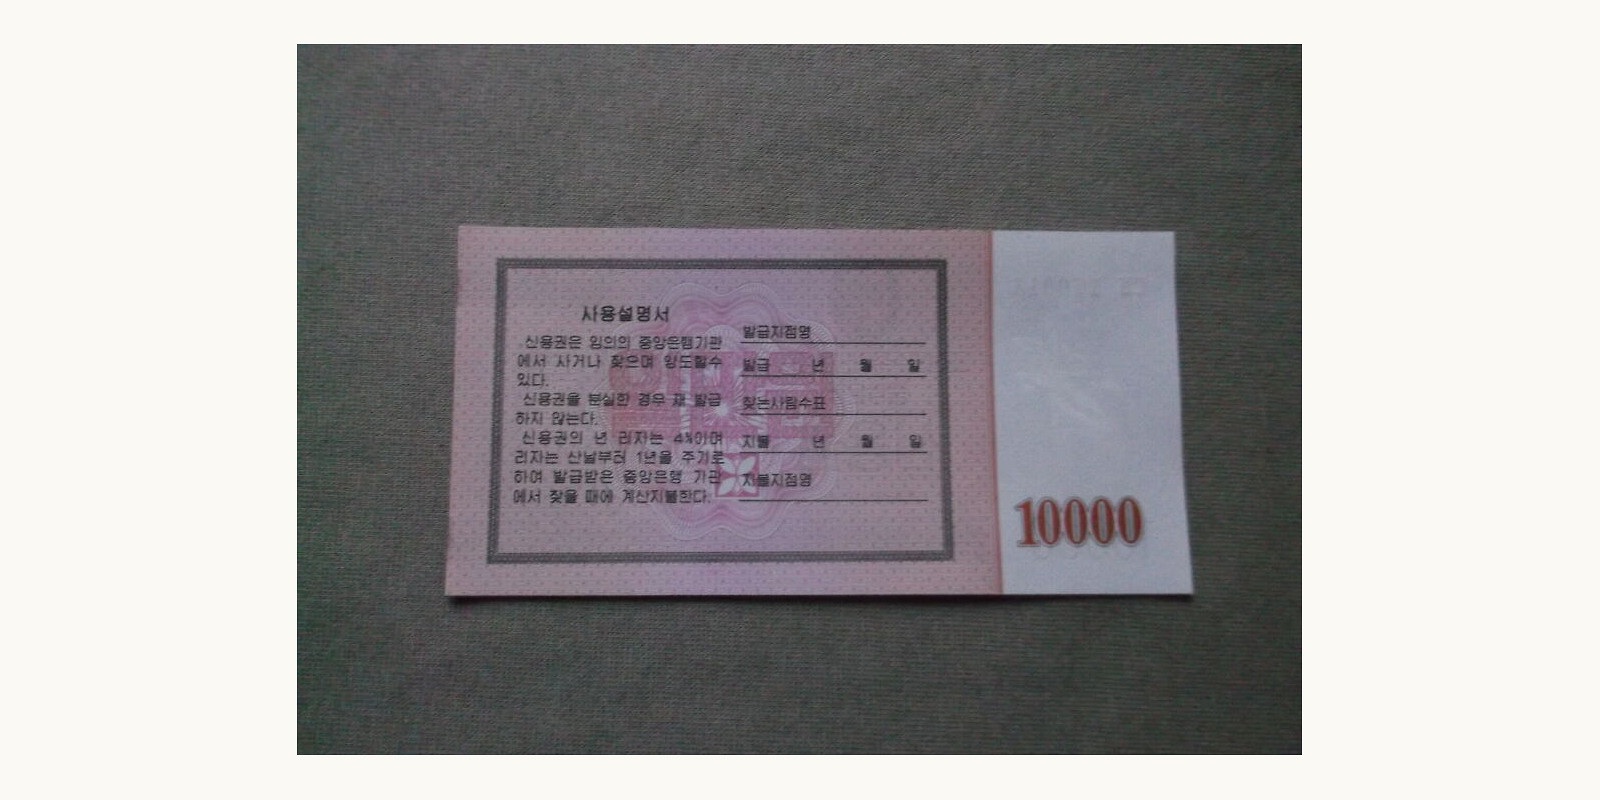 사용설명서
신용권은 임의의 중앙은행기관
에서 사거나 찾으며 양도할수
있다.
신용권을 분실한 경우 재 발급
하지 않는다.
신용권의 년 리자는 4%이며
리자는 산날부터 1년을 주기로
하여 발급받은 중앙은행 기관
에서 찾을 때에 계산지불한다.
발급지점명
발급 년 월 일
찾는사람수표
지불 년 월 일
지불지점명
10000